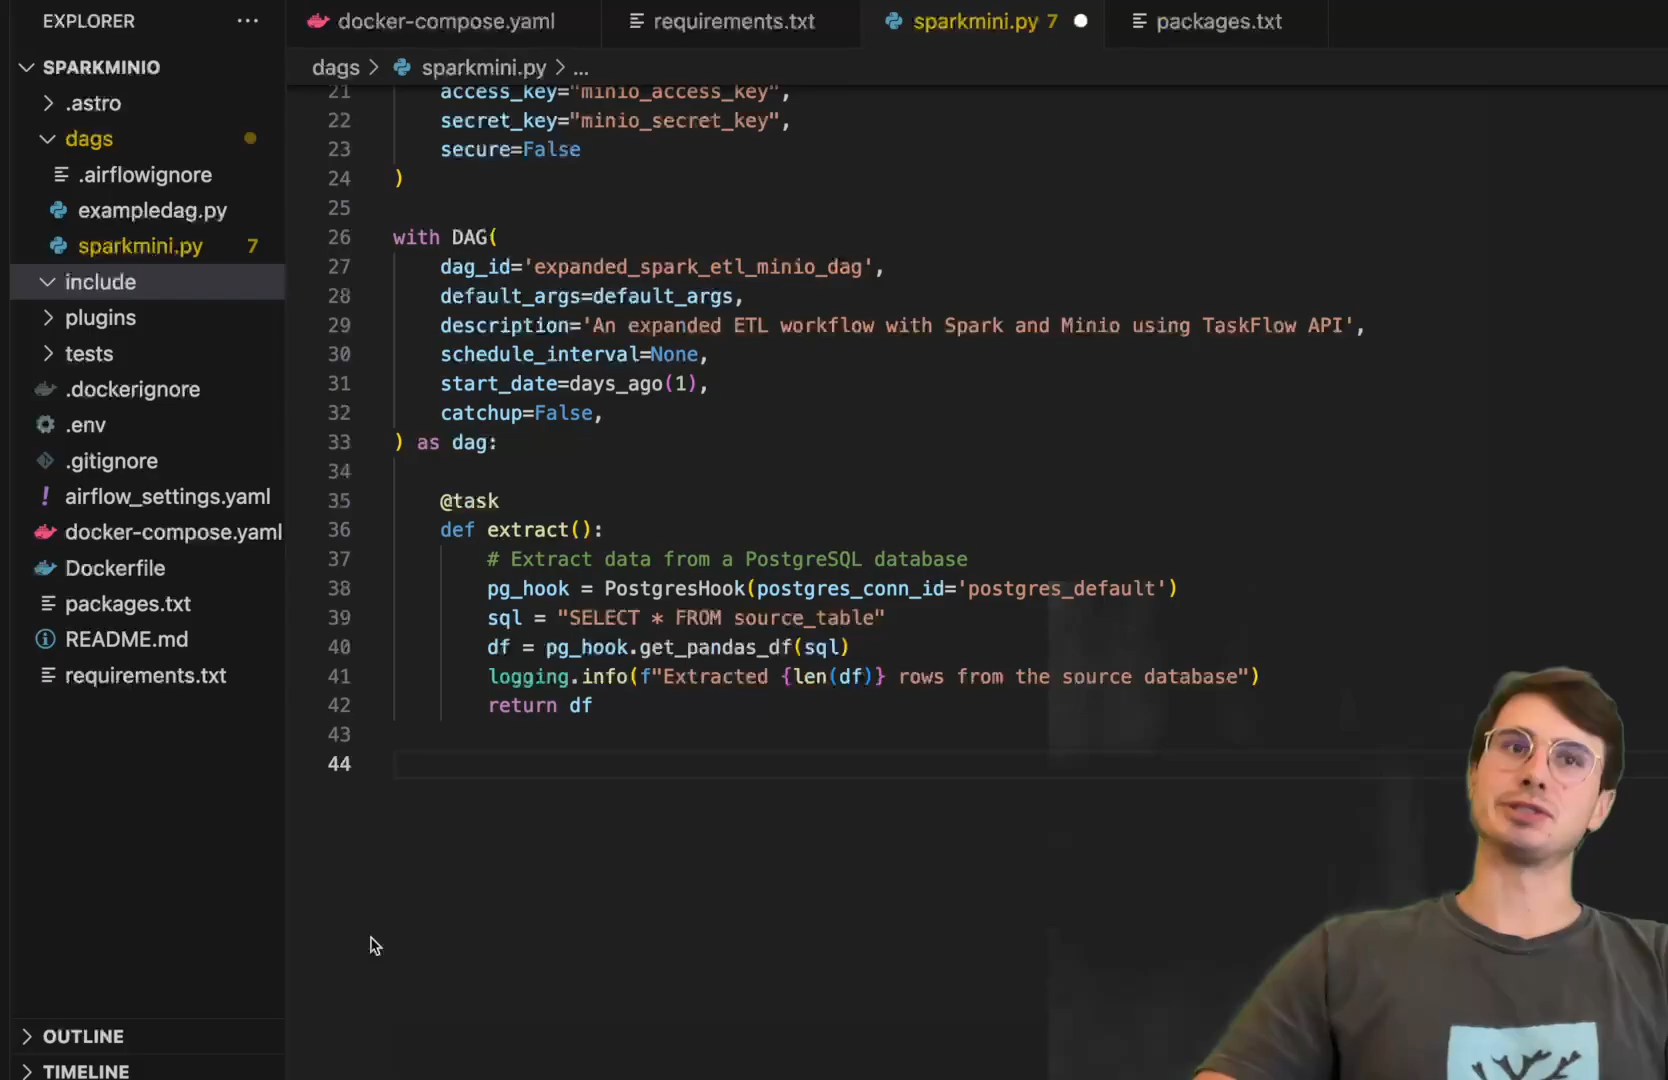 EXPLORER ...
SPARKMINIO
.astro
dags
.airflowignore
exampledag.py
sparkmini.py 7
include
plugins
tests
.dockerignore
.env
.gitignore
! airflow_settings.yaml
docker-compose.yaml
Dockerfile
packages.txt
README.md
requirements.txt
OUTLINE
TIMELINE
docker-compose.yaml requirements.txt sparkmini.py 7 packages.txt
dags > sparkmini.py > ...
21 access_key="minio_access_key",
22 secret_key="minio_secret_key",
23 secure=False
24 )
25
26 with DAG(
27 dag_id='expanded_spark_etl_minio_dag',
28 default_args=default_args,
29 description='An expanded ETL workflow with Spark and Minio using TaskFlow API',
30 schedule_interval=None,
31 start_date=days_ago(1),
32 catchup=False,
33 ) as dag:
34
35 @task
36 def extract():
37 # Extract data from a PostgreSQL database
38 pg_hook = PostgresHook(postgres_conn_id='postgres_default')
39 sql = "SELECT * FROM source_table"
40 df = pg_hook.get_pandas_df(sql)
41 logging.info(f"Extracted {len(df)} rows from the source database")
42 return df
43
44